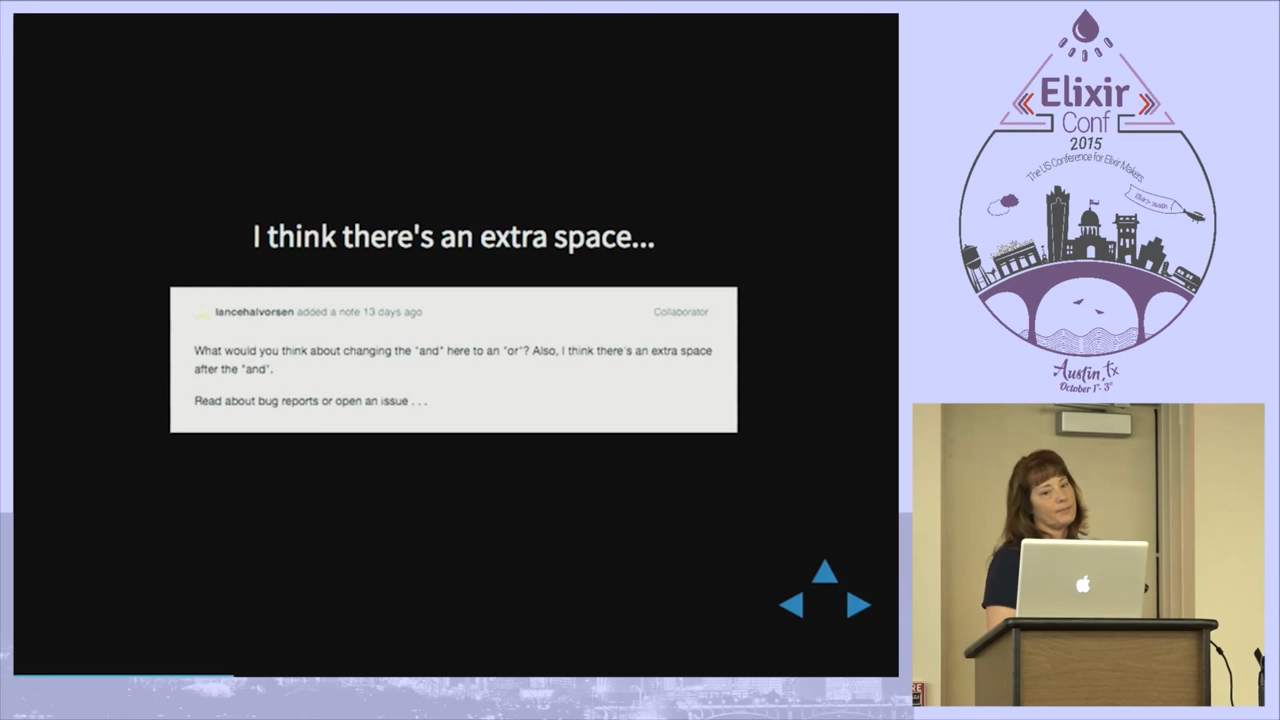 I think there's an extra space...
lancehalvorsen added a note 13 days ago
Collaborator
What would you think about changing the "and" here to an "or"? Also, I think there's an extra space
after the "and".
Read about bug reports or open an issue . . .
Elixir
Conf
2015
The US Conference for Elixir Makers
Austin, Tx
October 1st - 3rd